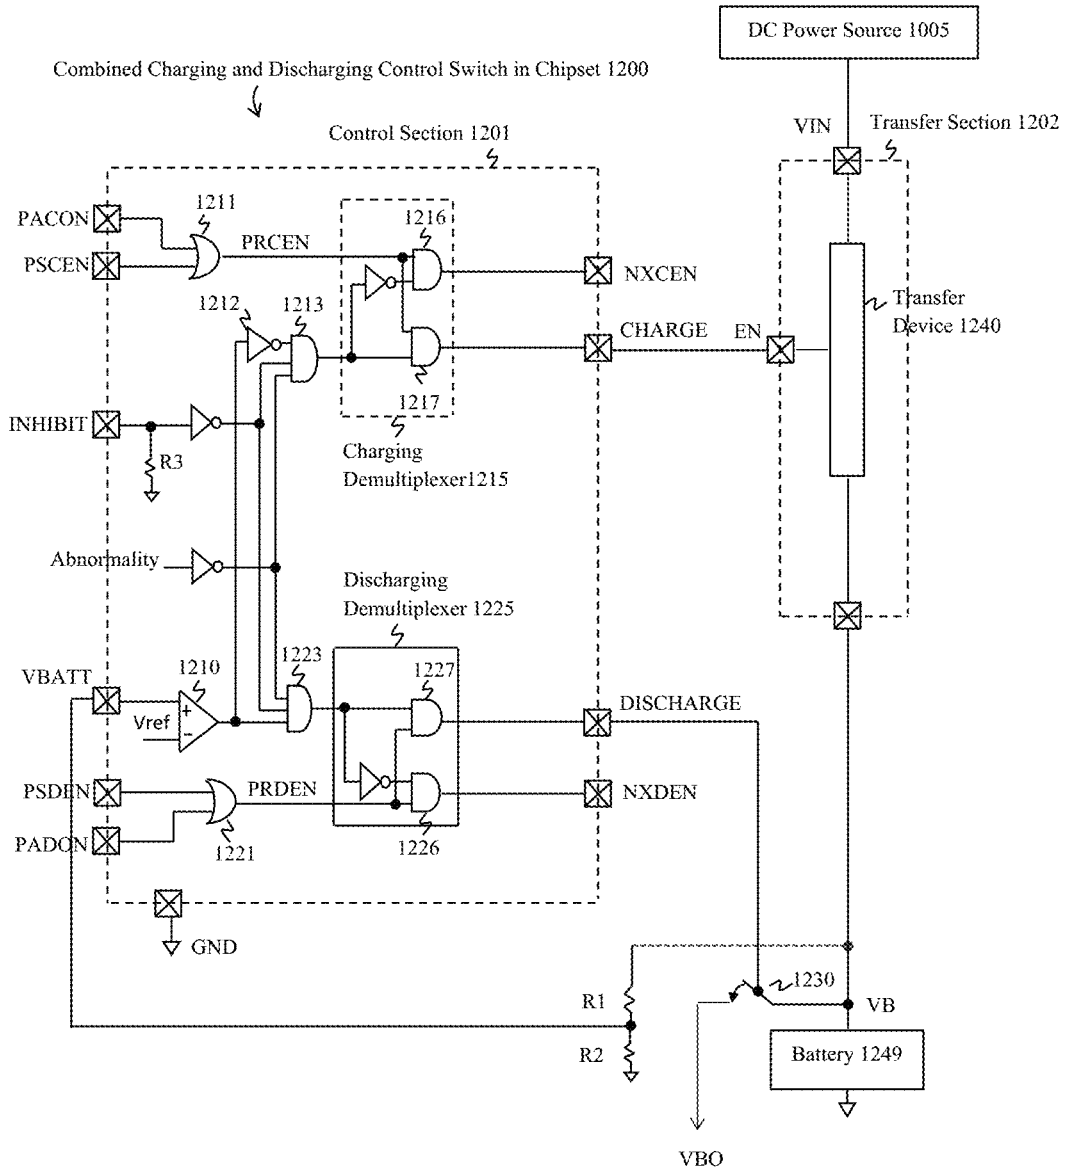 DC Power Source 1005
Combined Charging and Discharging Control Switch in Chipset 1200
Control Section 1201
VIN
Transfer Section 1202
PACON
1211
1216
PSCEN
PRCEN
NXCEN
1212
1213
Transfer
Device 1240
CHARGE
EN
1217
INHIBIT
R3
Charging
Demultiplexer1215
Abnormality
Discharging
Demultiplexer 1225
VBATT
1210
1223
1227
Vref
+
-
DISCHARGE
PSDEN
PRDEN
NXDEN
PADON
1221
1226
GND
1230
R1
VB
R2
Battery 1249
VBO